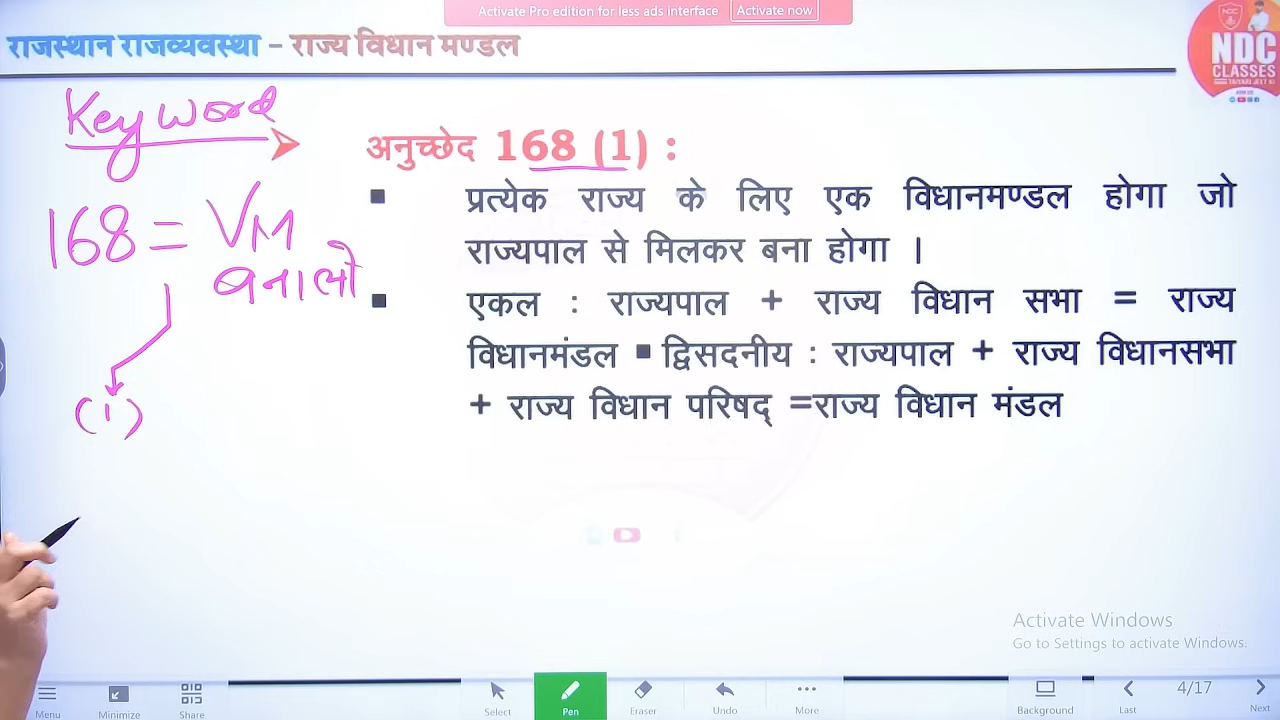 Activate Pro edition for less ads interface Activate now
राजस्थान राजव्यवस्था – राज्य विधान मण्डल
NDC
CLASSES
Keyword
अनुच्छेद 168 (1) :
168 = VM
बनालो
(1)
■ प्रत्येक राज्य के लिए एक विधानमण्डल होगा जो
राज्यपाल से मिलकर बना होगा ।
■ एकल : राज्यपाल + राज्य विधान सभा = राज्य
विधानमंडल ▪ द्विसदनीय : राज्यपाल + राज्य विधानसभा
+ राज्य विधान परिषद् =राज्य विधान मंडल
Activate Windows
Go to Settings to activate Windows.
Menu Minimize Share Select Pen Eraser Undo More Background Last 4/17 Next